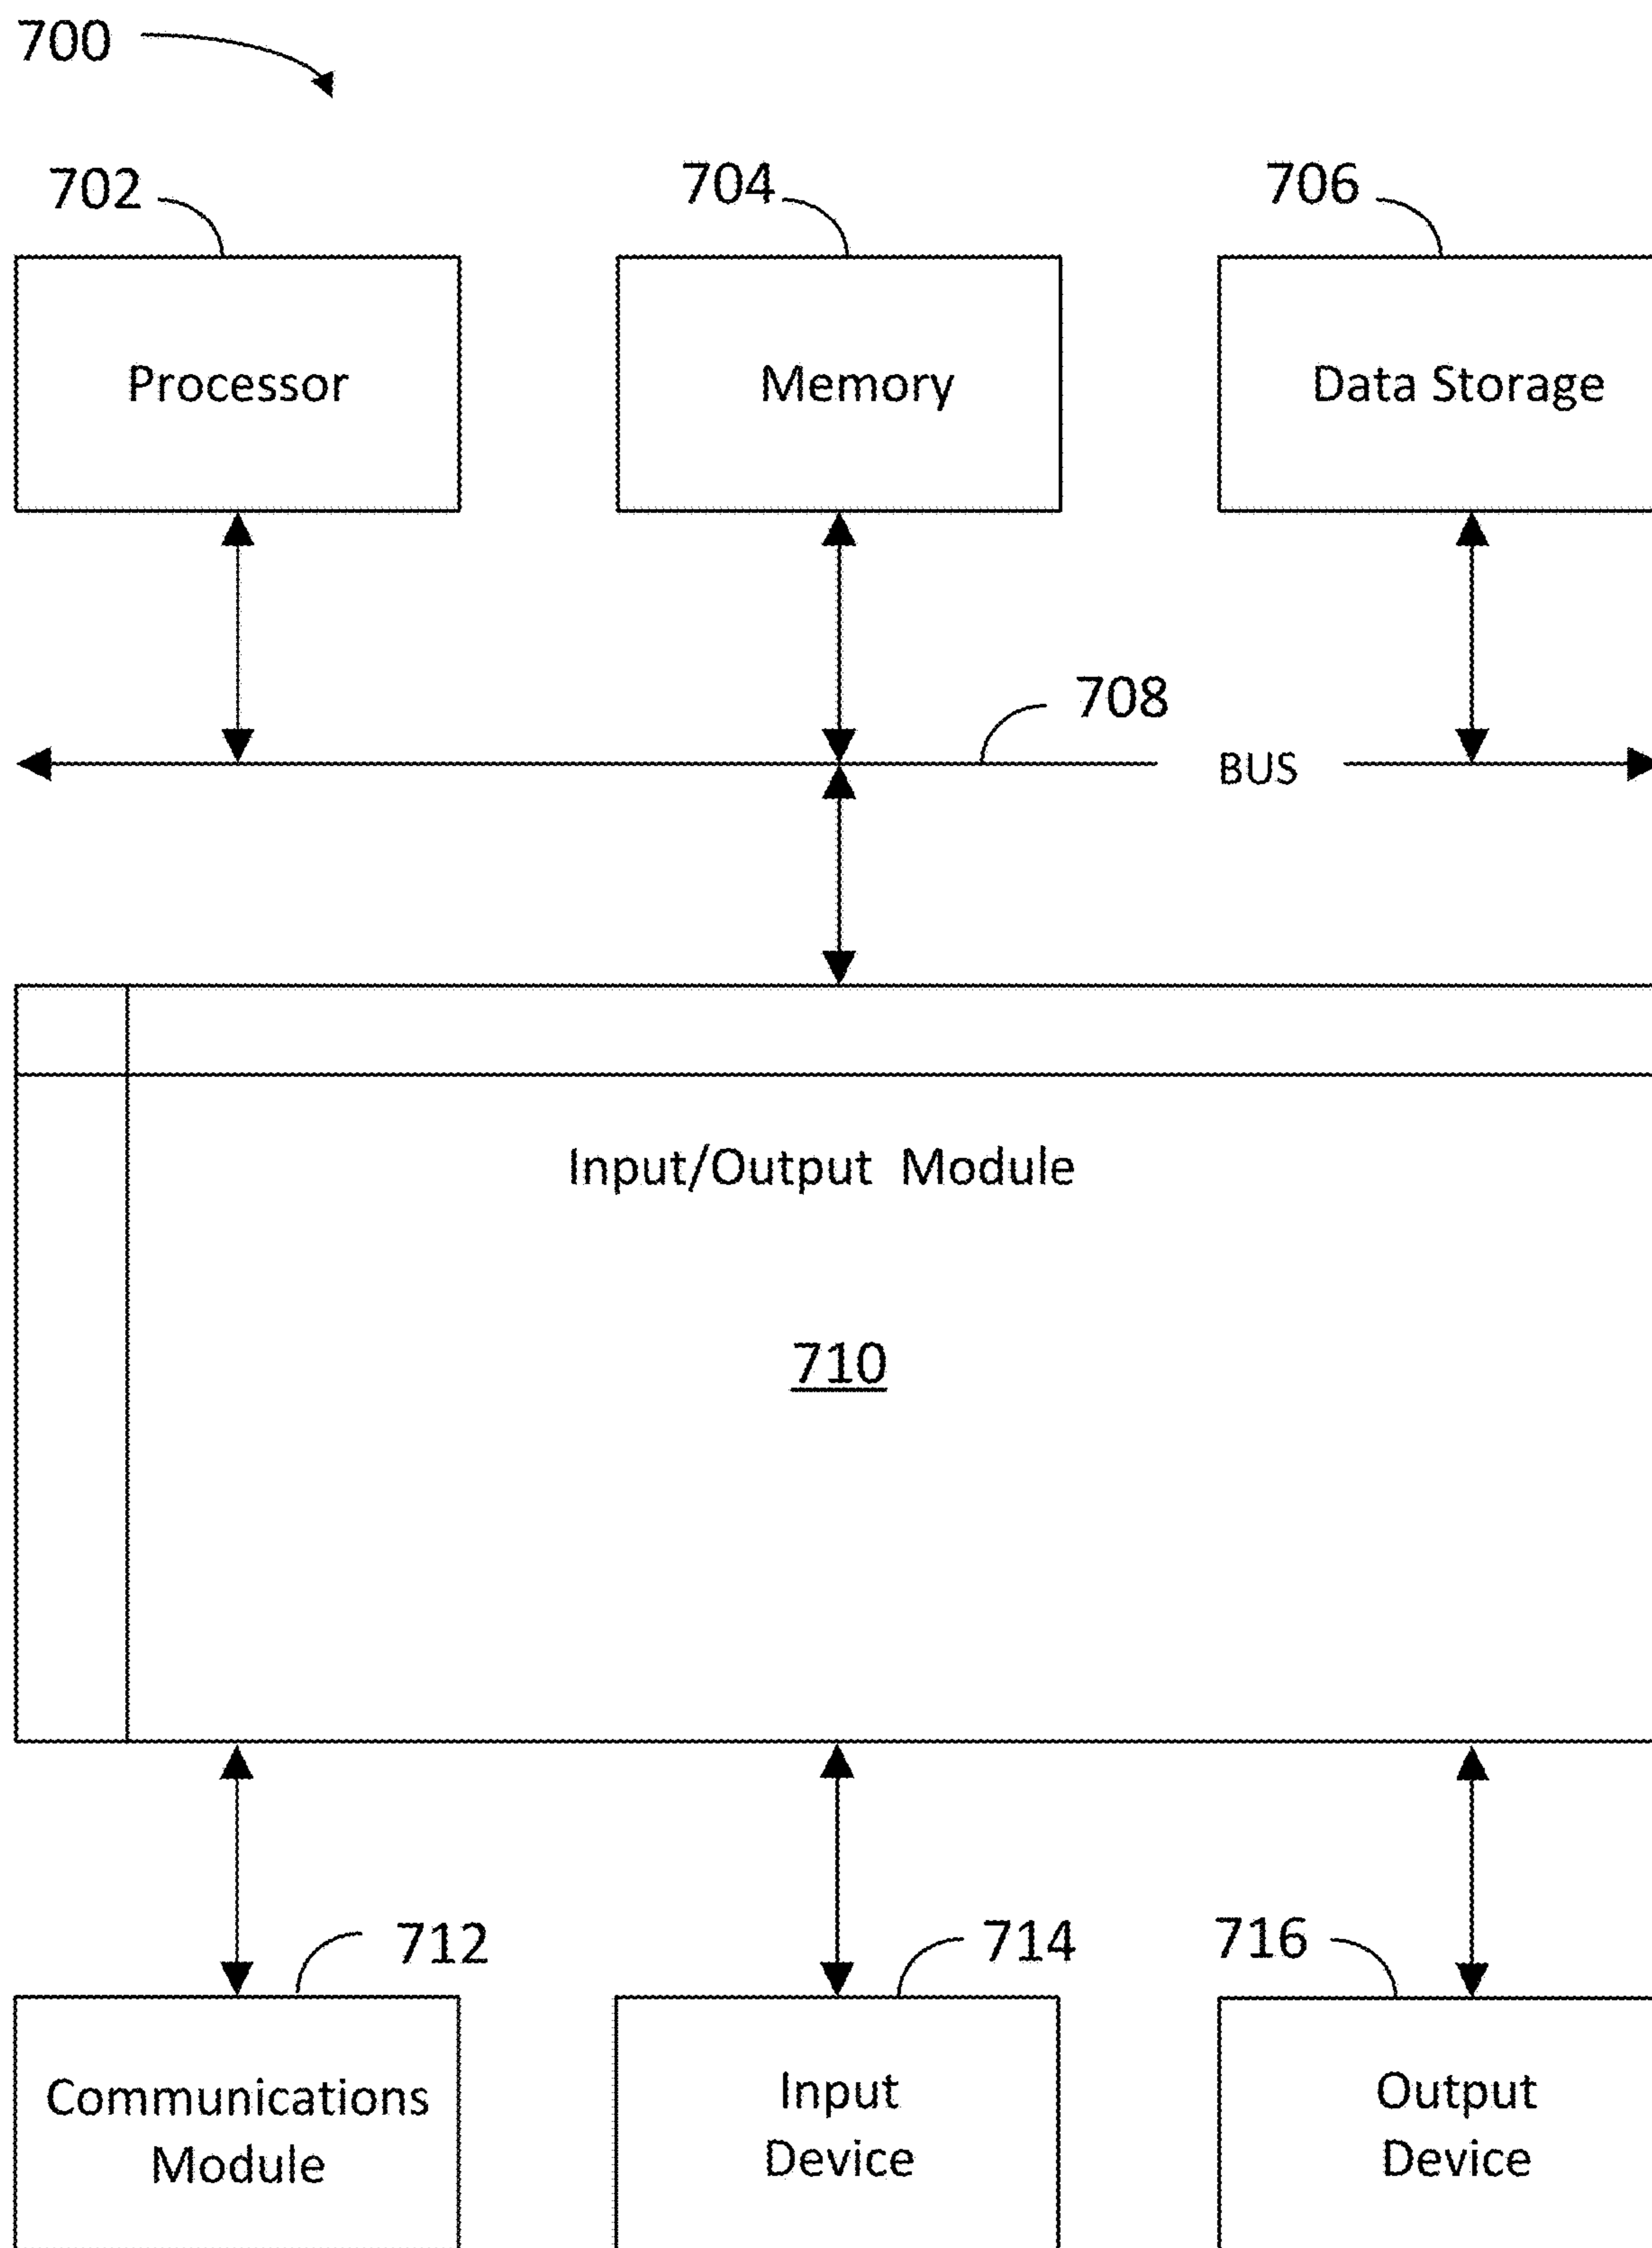 700
702
704
706
Processor
Memory
Data Storage
708
BUS
Input/Output Module
710
712
714
716
Communications
Module
Input
Device
Output
Device